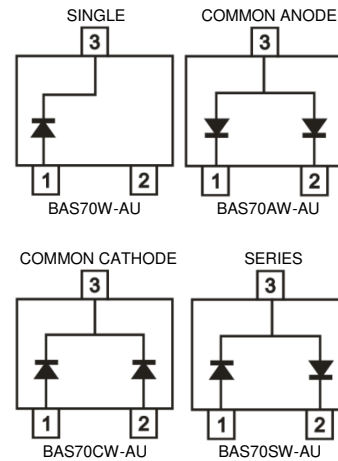 SINGLE
3
1 2
BAS70W-AU
COMMON ANODE
3
1 2
BAS70AW-AU
COMMON CATHODE
3
1 2
BAS70CW-AU
SERIES
3
1 2
BAS70SW-AU